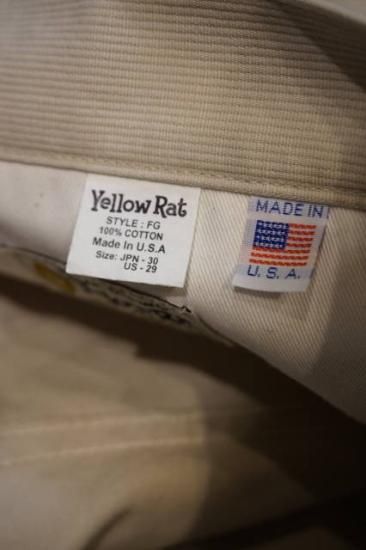 Yellow Rat
STYLE : FG
100% COTTON
Made In U.S.A
Size: JPN - 30
US - 29
MADE IN
U.S.A.